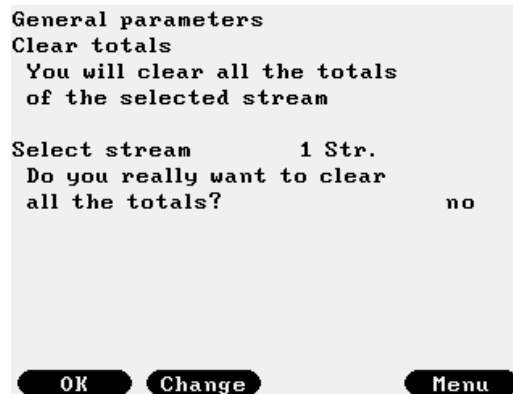 General parameters
Clear totals
You will clear all the totals
of the selected stream
Select stream 1 Str.
Do you really want to clear
all the totals? no
OK Change Menu